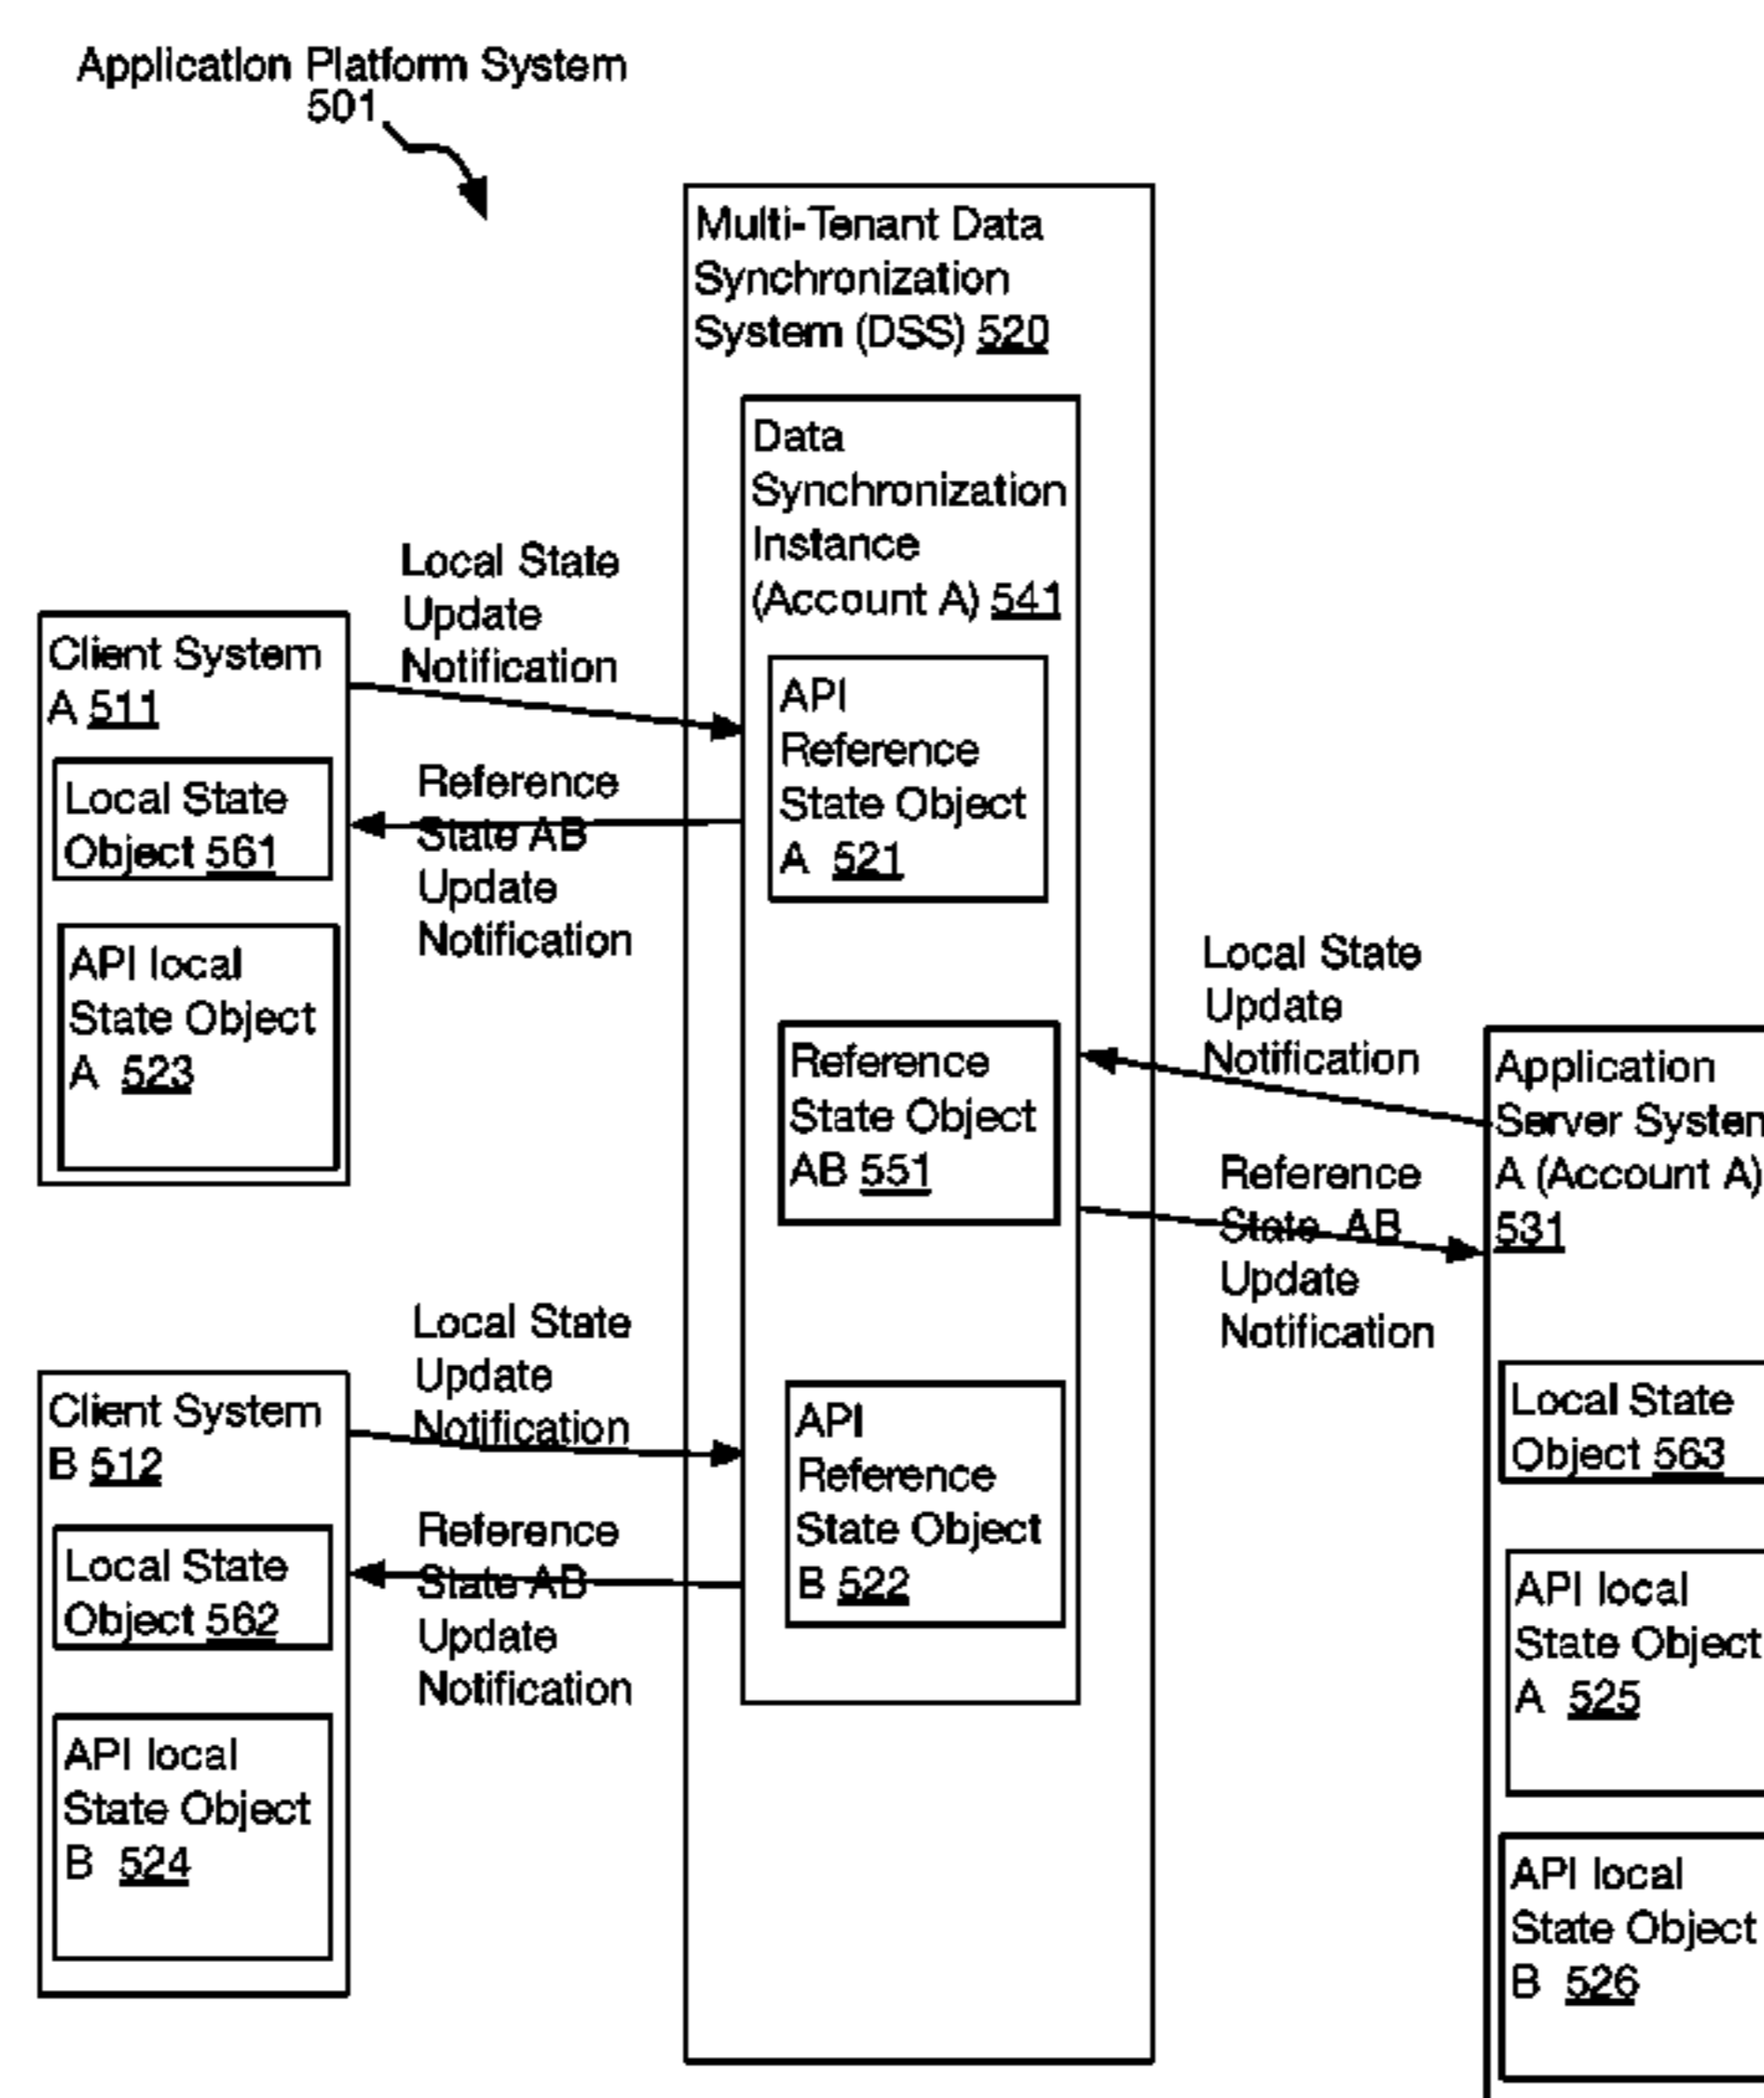 Application Platform System
501
Multi-Tenant Data
Synchronization
System (DSS) 520
Data
Synchronization
Instance
(Account A) 541
API
Reference
State Object
A 521
Reference
State Object
AB 551
API
Reference
State Object
B 522
Local State
Update
Notification
Reference
State AB
Update
Notification
Client System
A 511
Local State
Object 561
API local
State Object
A 523
Local State
Update
Notification
Reference
State AB
Update
Notification
Client System
B 512
Local State
Object 562
API local
State Object
B 524
Local State
Update
Notification
Reference
State AB
Update
Notification
Application
Server System
A (Account A)
531
Local State
Object 563
API local
State Object
A 525
API local
State Object
B 526